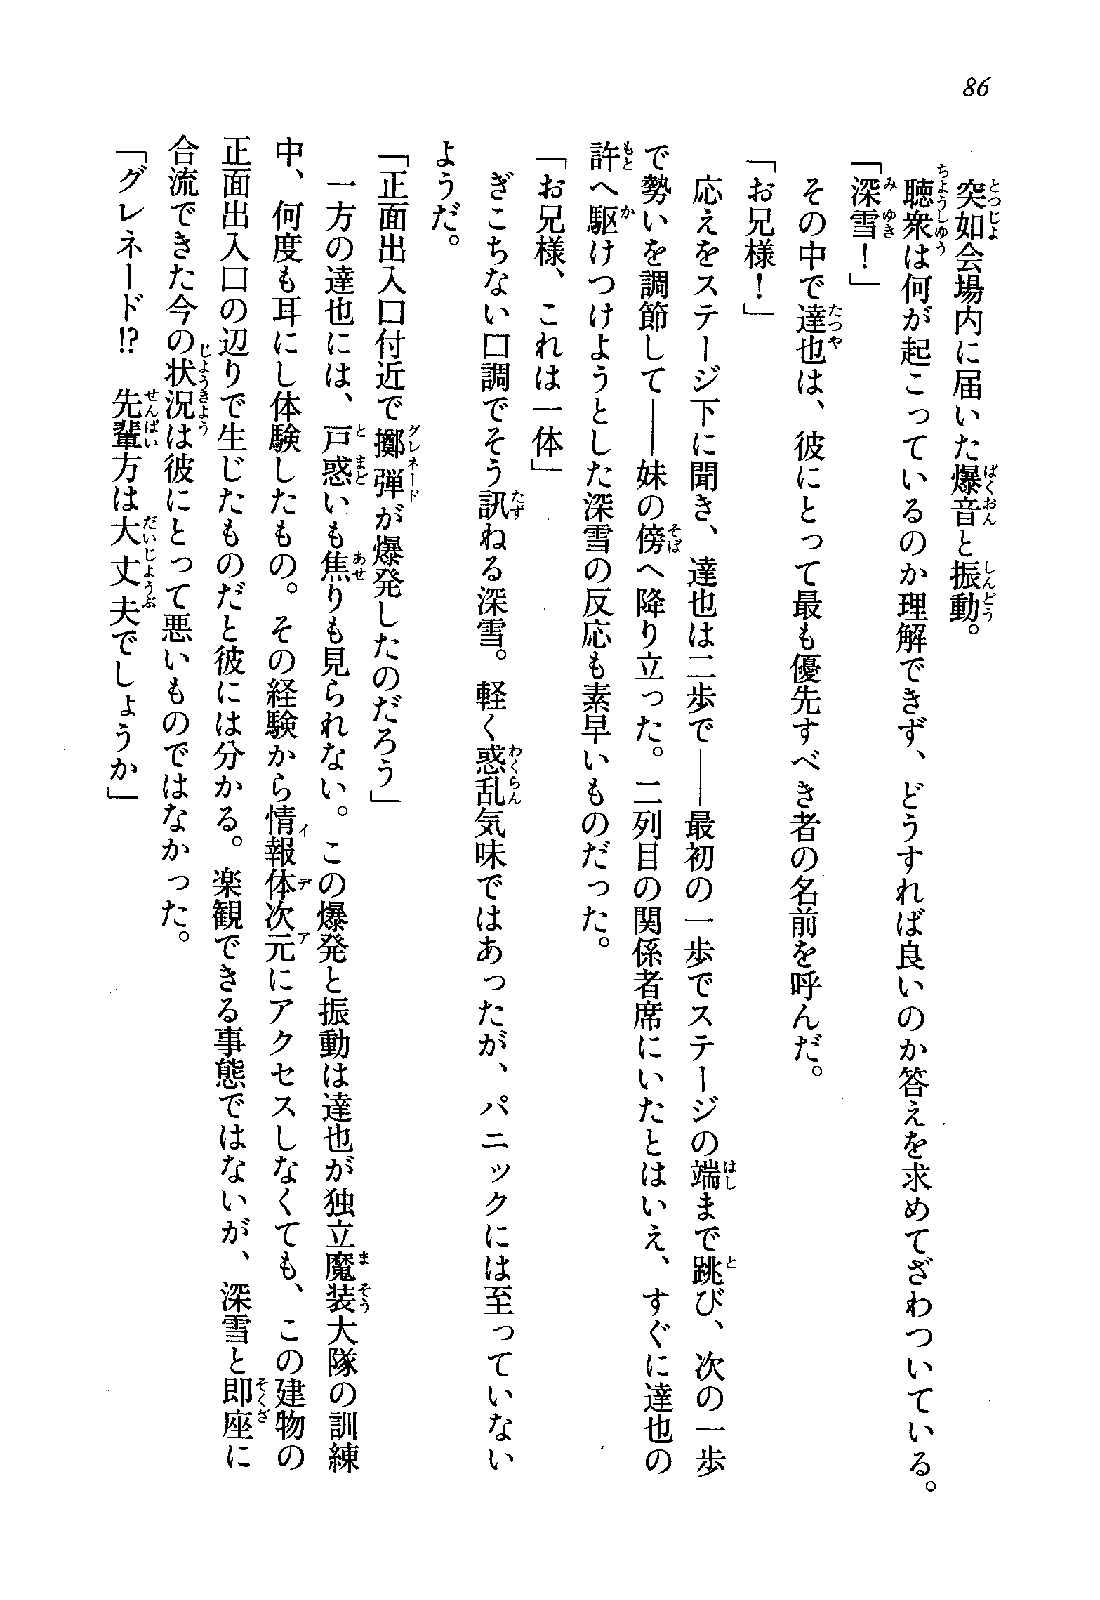 86
突如会場内に届いた爆音と振動。
聴衆は何が起こっているのか理解できず、どうすれば良いのか答えを求めてざわついている。
「深雪！」
その中で達也は、彼にとって最も優先すべき者の名前を呼んだ。
「お兄様！」
応えをステージ下に聞き、達也は二歩で――最初の一歩でステージの端まで跳び、次の一歩
で勢いを調節して――妹の傍へ降り立った。二列目の関係者席にいたとはいえ、すぐに達也の
許へ駆けつけようとした深雪の反応も素早いものだった。
「お兄様、これは一体」
ぎこちない口調でそう訊ねる深雪。軽く惑乱気味ではあったが、パニックには至っていない
ようだ。
「正面出入口付近で擲弾が爆発したのだろう」
一方の達也には、戸惑いも焦りも見られない。この爆発と振動は達也が独立魔装大隊の訓練
中、何度も耳にし体験したもの。その経験から情報体次元にアクセスしなくても、この建物の
正面出入口の辺りで生じたものだと彼には分かる。楽観できる事態ではないが、深雪と即座に
合流できた今の状況は彼にとって悪いものではなかった。
「グレネード⁉　先輩方は大丈夫でしょうか」